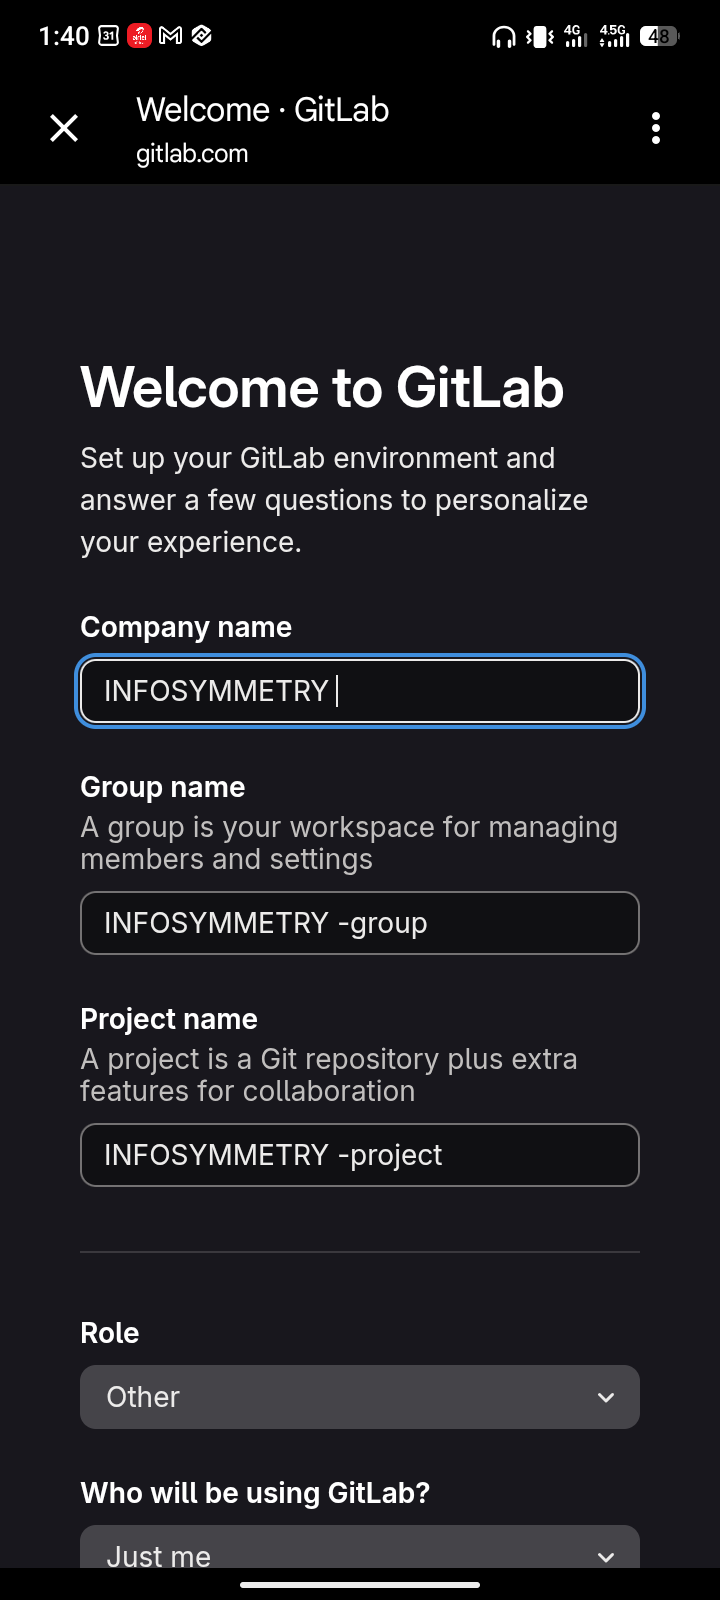 1:40 31 airtel 4G 4.5G 48
Welcome · GitLab
gitlab.com
Welcome to GitLab
Set up your GitLab environment and
answer a few questions to personalize
your experience.
Company name
INFOSYMMETRY
Group name
A group is your workspace for managing
members and settings
INFOSYMMETRY -group
Project name
A project is a Git repository plus extra
features for collaboration
INFOSYMMETRY -project
Role
Other
Who will be using GitLab?
Just me